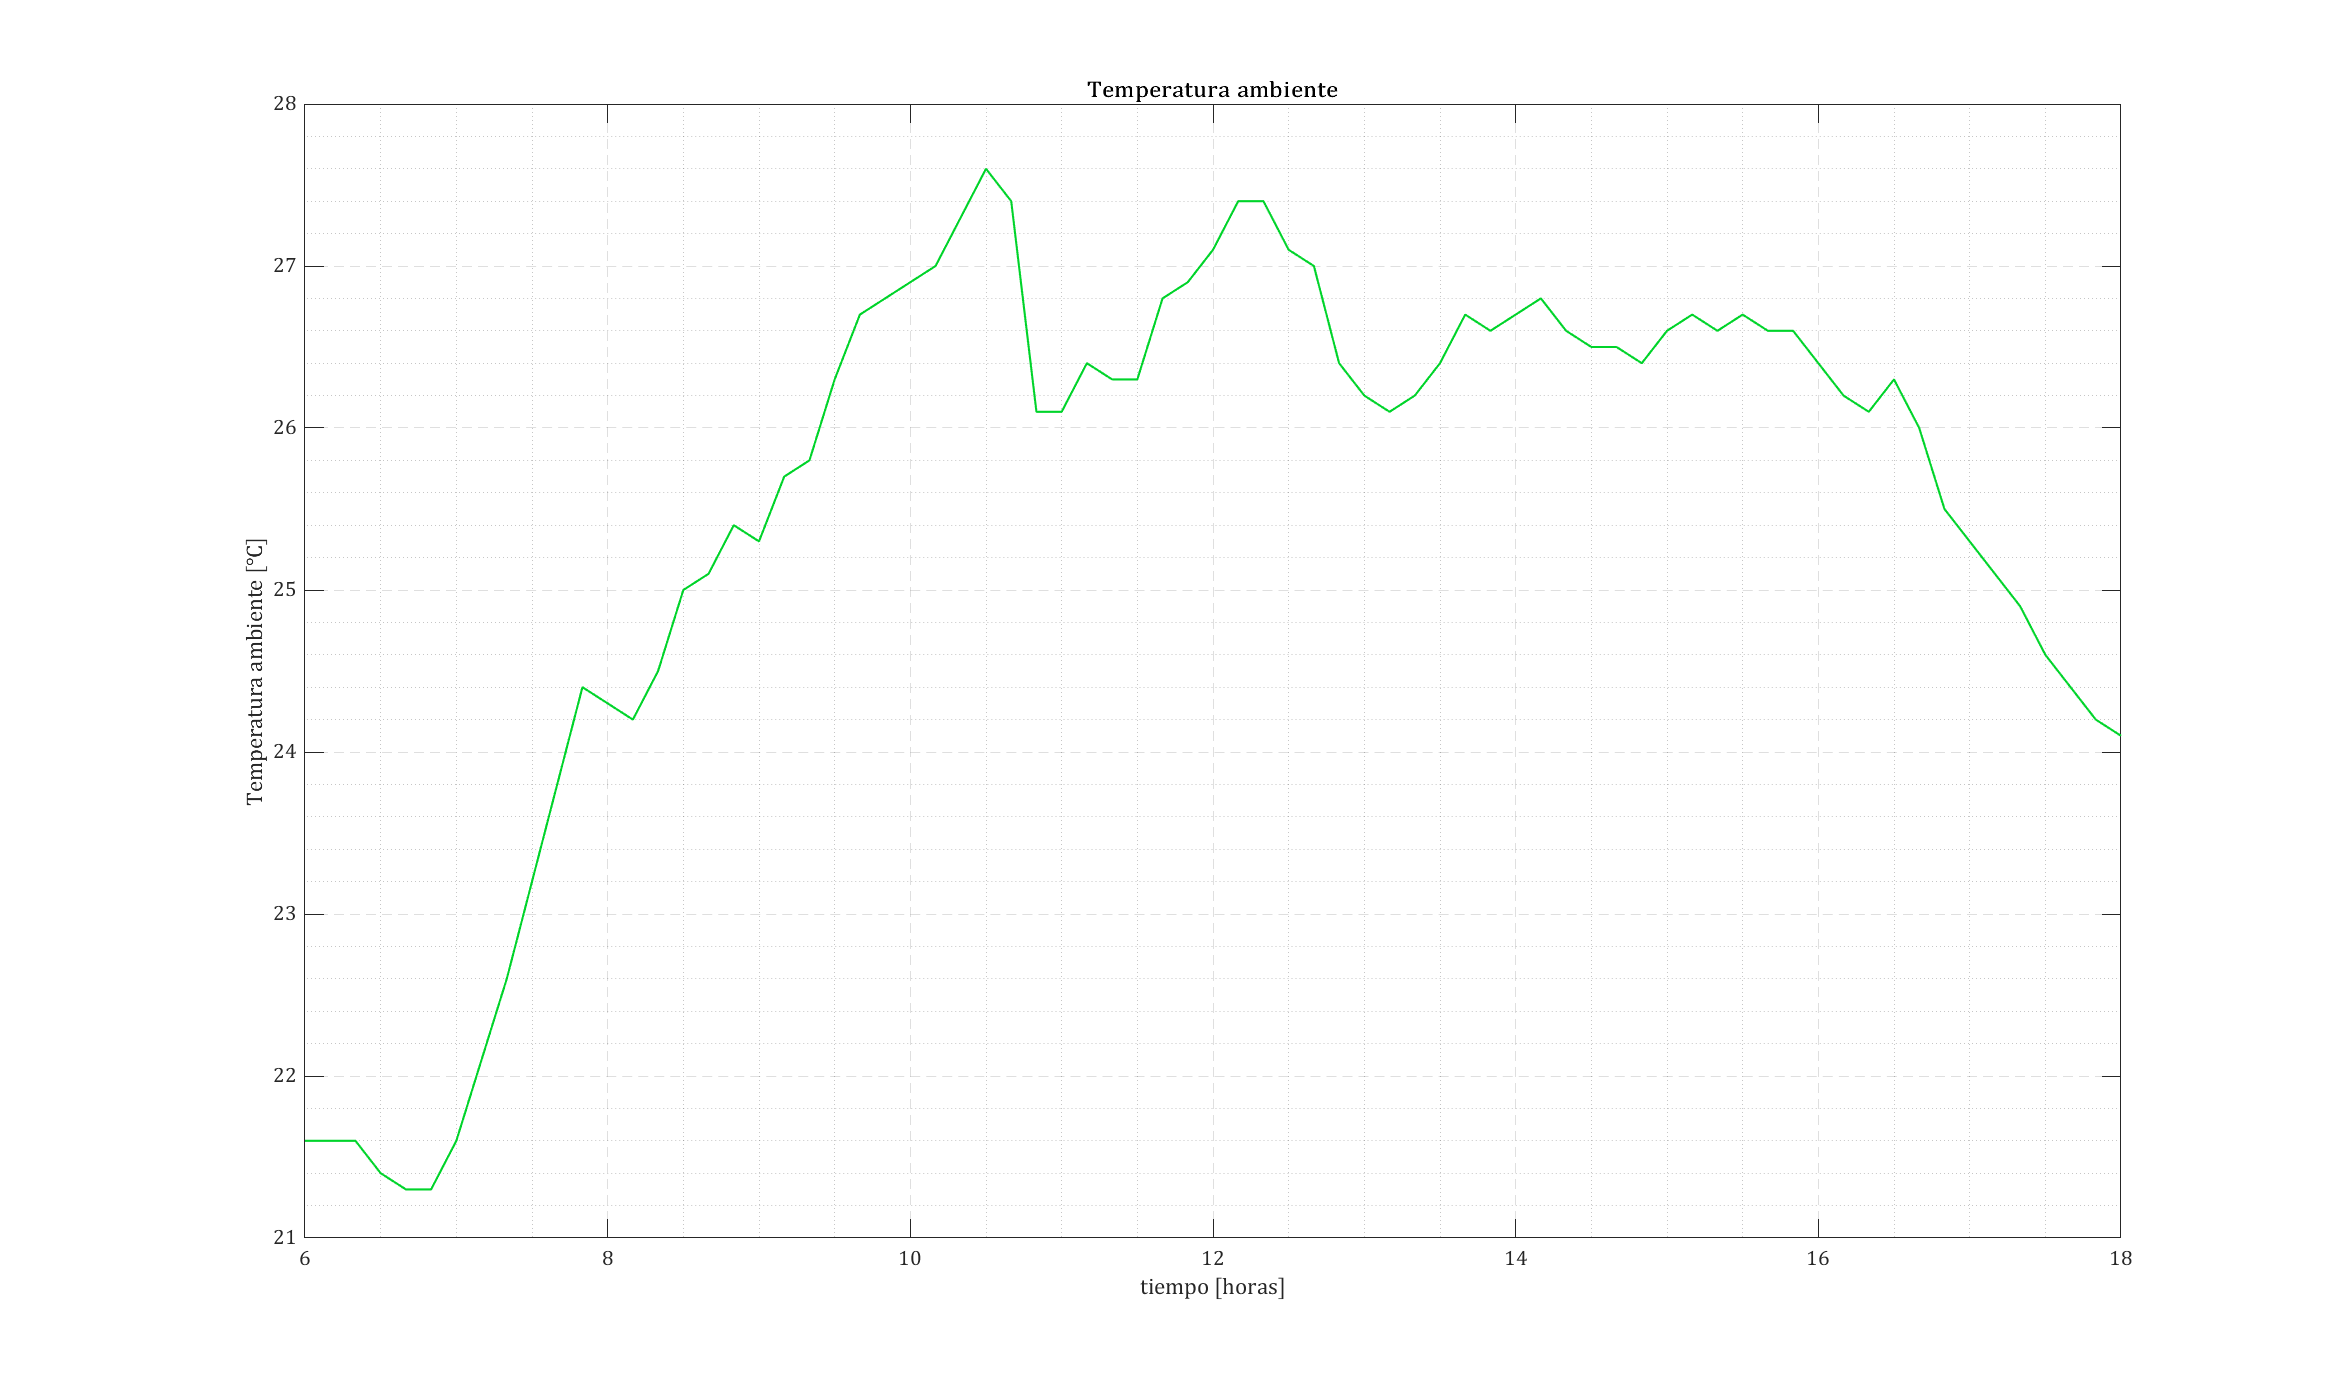 Temperatura ambiente
28
27
26
25
24
23
22
21
Temperatura ambiente [°C]
6 8 10 12 14 16 18
tiempo [horas]